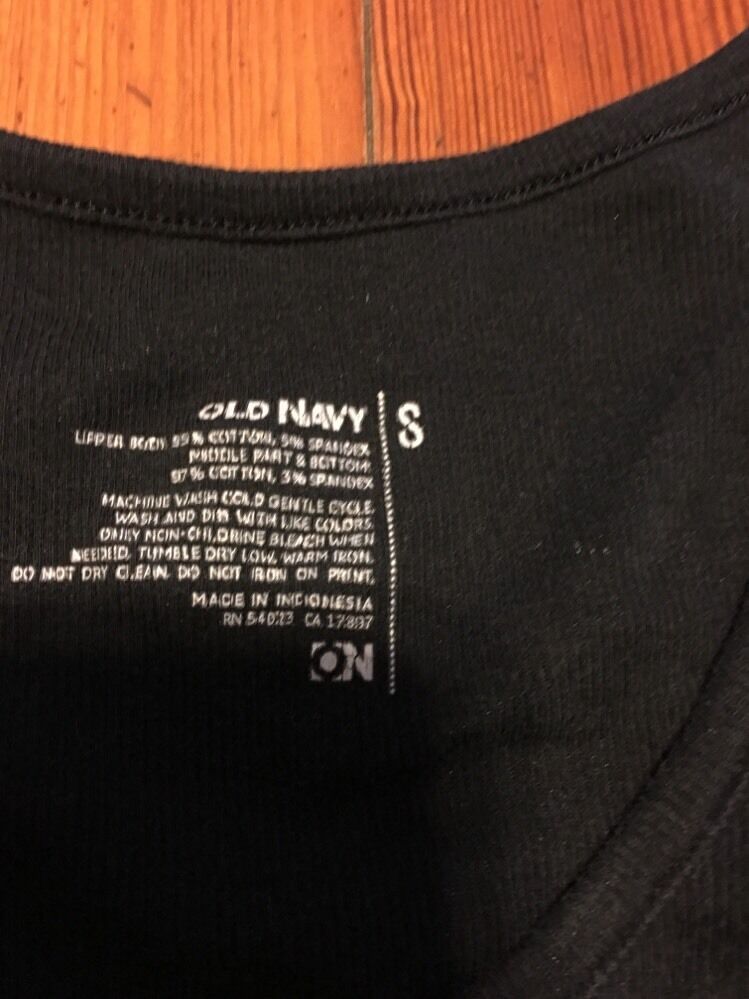 OLD NAVY
S
UPPER BODY 95% COTTON, 5% SPANDEX
MIDDLE PART & BOTTOM
97% COTTON, 3% SPANDEX
MACHINE WASH COLD GENTLE CYCLE.
WASH AND DRY WITH LIKE COLORS.
ONLY NON-CHLORINE BLEACH WHEN
NEEDED. TUMBLE DRY LOW. WARM IRON.
DO NOT DRY CLEAN. DO NOT IRON ON PRINT.
MADE IN INDONESIA
RN 54023 CA 17897
ON